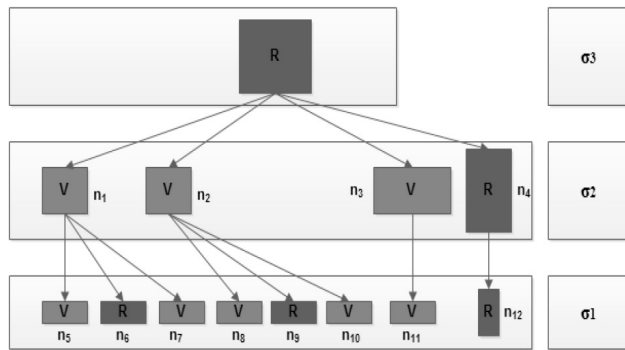 R σ3
V n1 V n2 n3 V R n4 σ2
V R V V R V V R n12 σ1
n5 n6 n7 n8 n9 n10 n11